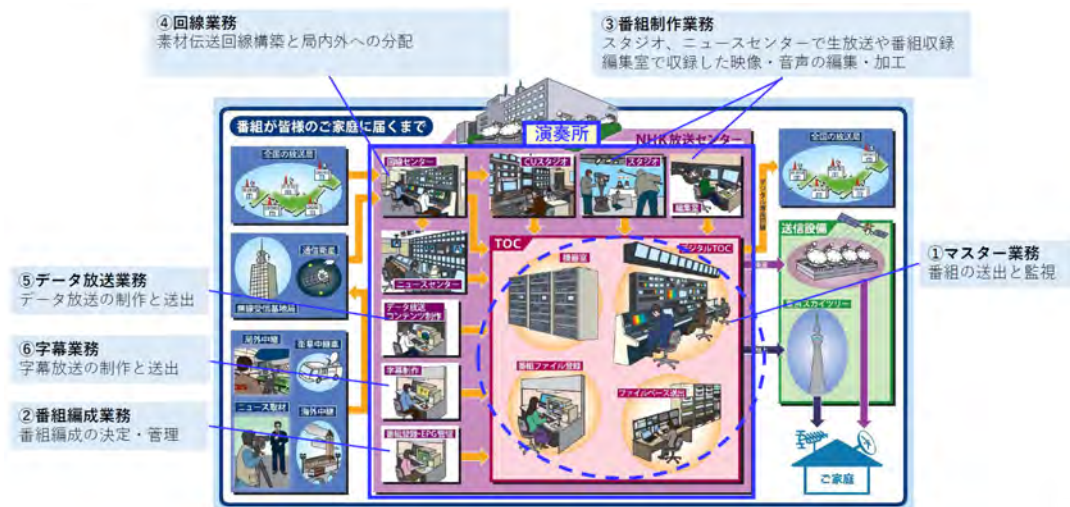 ④回線業務
素材伝送回線構築と局内外への分配
③番組制作業務
スタジオ、ニュースセンターで生放送や番組収録
編集室で収録した映像・音声の編集・加工
番組が皆様のご家庭に届くまで
演奏所
NHK放送センター
全国の放送局
回線センター
CUスタジオ
スタジオ
編集室
全国の放送局
送信設備
①マスター業務
番組の送出と監視
TOC
デジタルTOC
機器室
通信衛星
無線受信基地局
ニュースセンター
⑤データ放送業務
データ放送の制作と送出
データ放送
コンテンツ制作
東京スカイツリー
⑥字幕業務
字幕放送の制作と送出
局外中継
字幕制作
番組ファイル登録
ファイルベース送出
ニュース取材
海外中継
②番組編成業務
番組編成の決定・管理
ご家庭